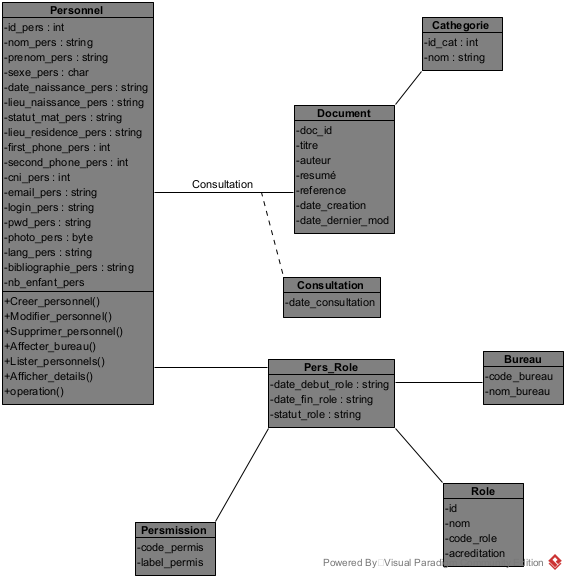 Personnel
-id_pers : int
-nom_pers : string
-prenom_pers : string
-sexe_pers : char
-date_naissance_pers : string
-lieu_naissance_pers : string
-statut_mat_pers : string
-lieu_residence_pers : string
-first_phone_pers : int
-second_phone_pers : int
-cni_pers : int
-email_pers : string
-login_pers : string
-pwd_pers : string
-photo_pers : byte
-lang_pers : string
-bibliographie_pers : string
-nb_enfant_pers
+Creer_personnel()
+Modifier_personnel()
+Supprimer_personnel()
+Affecter_bureau()
+Lister_personnels()
+Afficher_details()
+operation()
Cathegorie
-id_cat : int
-nom : string
Document
-doc_id
-titre
-auteur
-resumé
-reference
-date_creation
-date_dernier_mod
Consultation
Consultation
-date_consultation
Pers_Role
-date_debut_role : string
-date_fin_role : string
-statut_role : string
Bureau
-code_bureau
-nom_bureau
Role
-id
-nom
-code_role
-acreditation
Persmission
-code_permis
-label_permis
Powered By Visual Parad